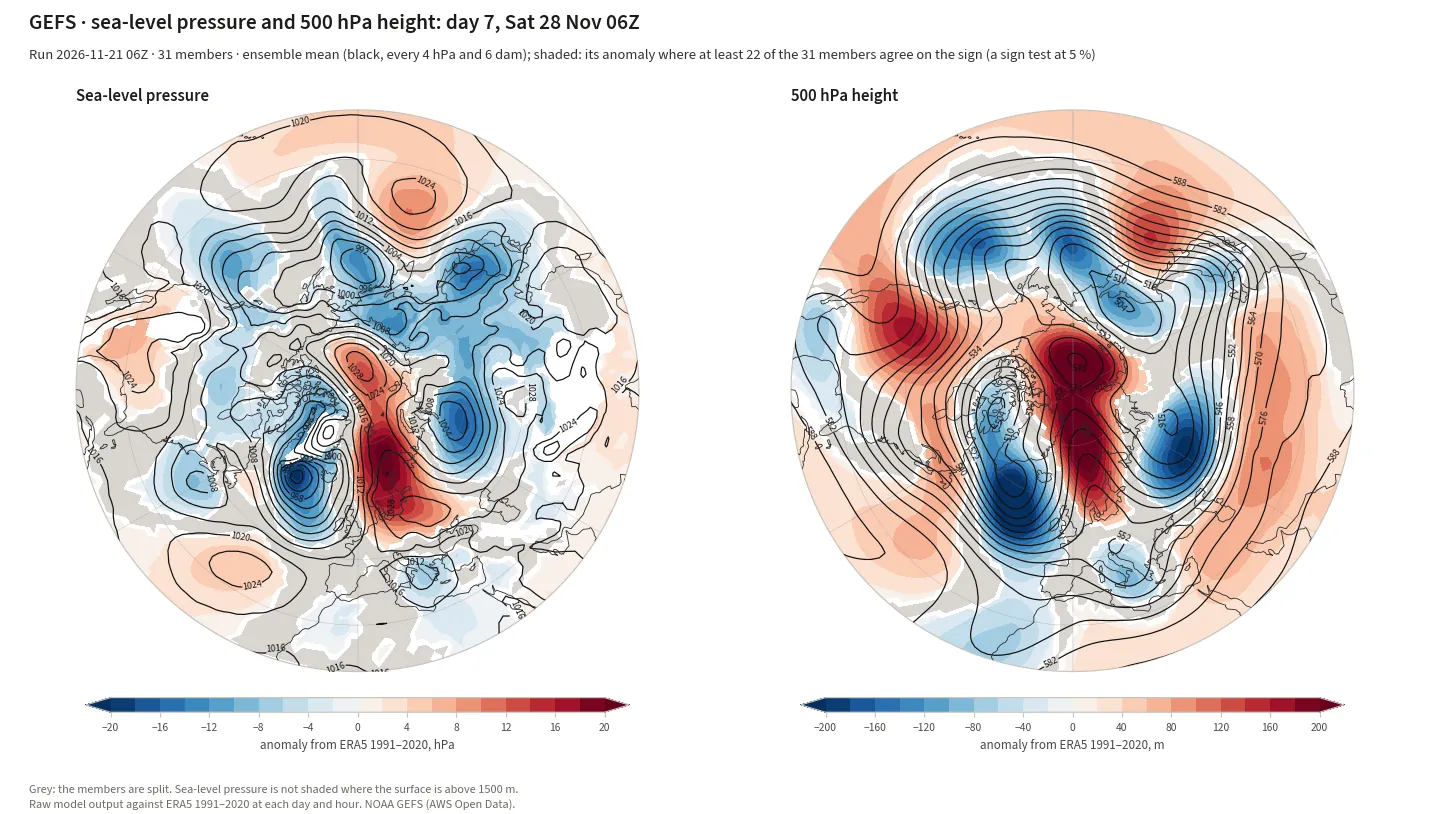 GEFS · sea-level pressure and 500 hPa height: day 7, Sat 28 Nov 06Z
Run 2026-11-21 06Z · 31 members · ensemble mean (black, every 4 hPa and 6 dam); shaded: its anomaly where at least 22 of the 31 members agree on the sign (a sign test at 5 %)
Sea-level pressure
500 hPa height
−20 −16 −12 −8 −4 0 4 8 12 16 20
anomaly from ERA5 1991–2020, hPa
−200 −160 −120 −80 −40 0 40 80 120 160 200
anomaly from ERA5 1991–2020, m
Grey: the members are split. Sea-level pressure is not shaded where the surface is above 1500 m.
Raw model output against ERA5 1991–2020 at each day and hour. NOAA GEFS (AWS Open Data).